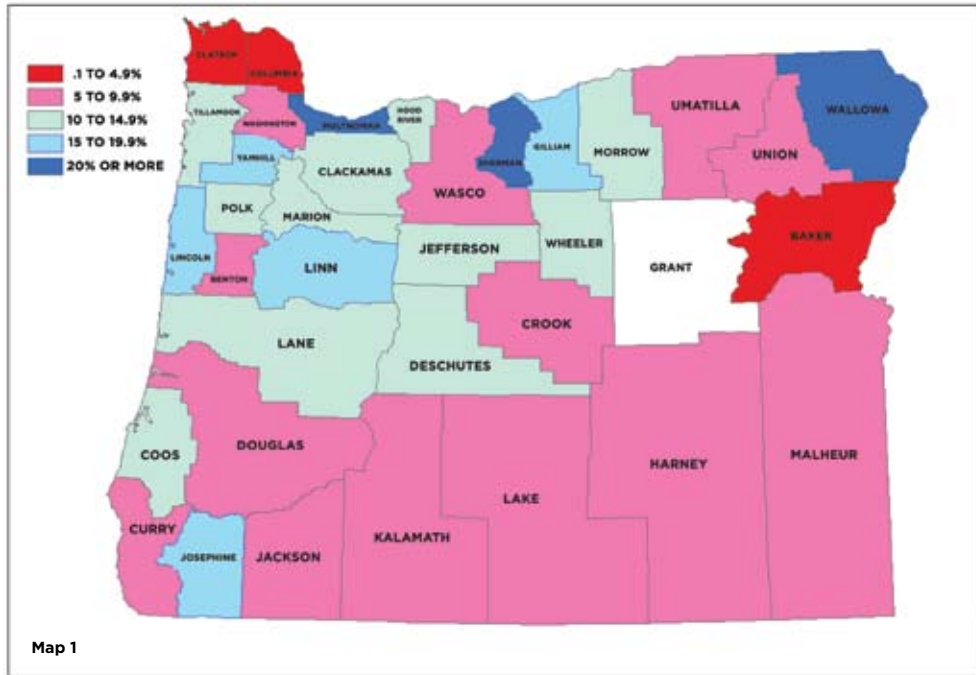 .1 TO 4.9%
5 TO 9.9%
10 TO 14.9%
15 TO 19.9%
20% OR MORE
CLATSOP
COLUMBIA
TILLAMOOK
WASHINGTON
MULTNOMAH
HOOD
RIVER
SHERMAN
GILLIAM
MORROW
UMATILLA
UNION
WALLOWA
YAMHILL
CLACKAMAS
WASCO
POLK
MARION
JEFFERSON
WHEELER
GRANT
BAKER
LINCOLN
BENTON
LINN
CROOK
LANE
DESCHUTES
COOS
DOUGLAS
HARNEY
MALHEUR
LAKE
CURRY
JOSEPHINE
JACKSON
KALAMATH
Map 1